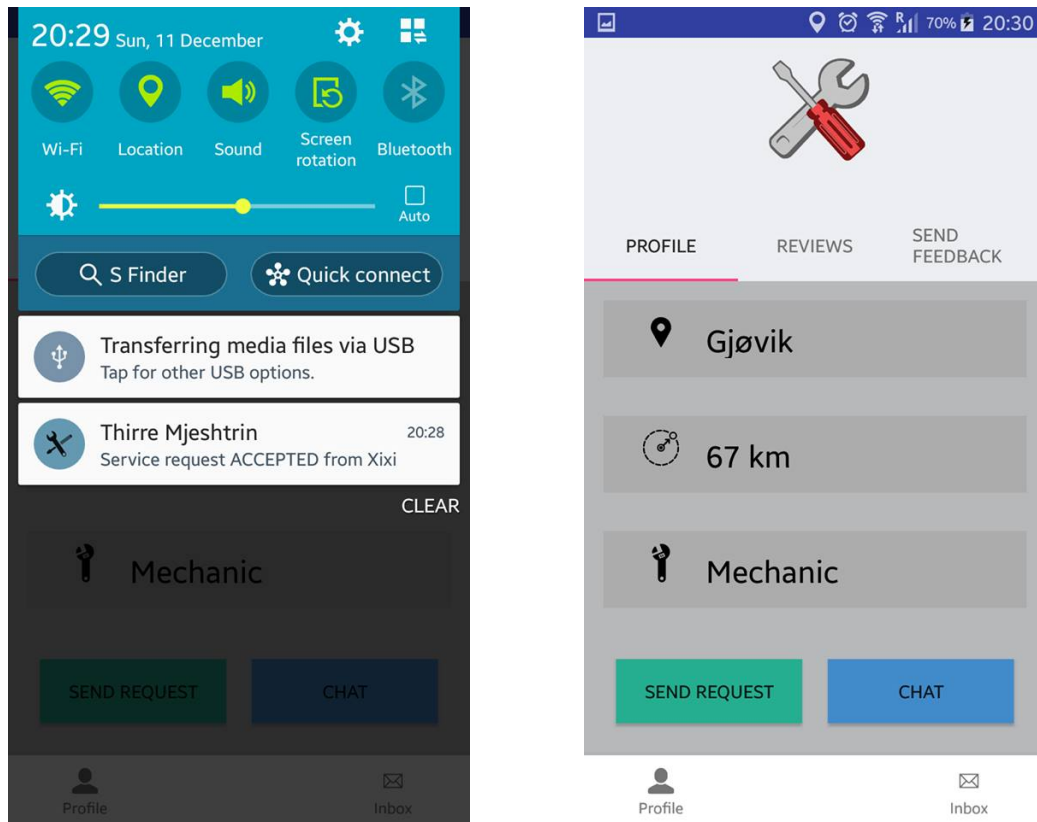 20:29 Sun, 11 December
Wi-Fi
Location
Sound
Screen
rotation
Bluetooth
Auto
S Finder
Quick connect
Transferring media files via USB
Tap for other USB options.
Thirre Mjeshtrin 20:28
Service request ACCEPTED from Xixi
CLEAR
Mechanic
SEND REQUEST
CHAT
Profile
Inbox
R 70% 20:30
PROFILE
REVIEWS
SEND
FEEDBACK
Gjøvik
67 km
Mechanic
SEND REQUEST
CHAT
Profile
Inbox